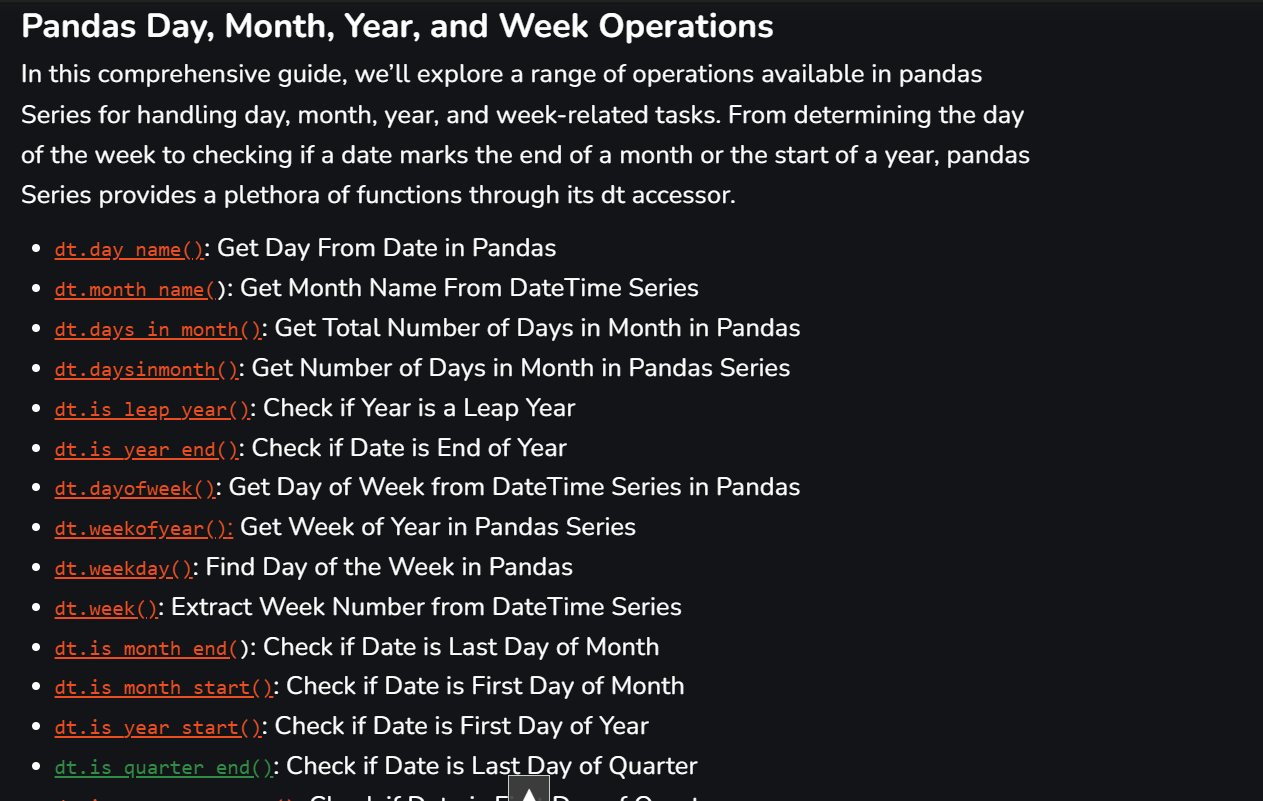 Pandas Day, Month, Year, and Week Operations
In this comprehensive guide, we’ll explore a range of operations available in pandas
Series for handling day, month, year, and week-related tasks. From determining the day
of the week to checking if a date marks the end of a month or the start of a year, pandas
Series provides a plethora of functions through its dt accessor.
• dt.day_name(): Get Day From Date in Pandas
• dt.month_name(): Get Month Name From DateTime Series
• dt.days_in_month(): Get Total Number of Days in Month in Pandas
• dt.daysinmonth(): Get Number of Days in Month in Pandas Series
• dt.is_leap_year(): Check if Year is a Leap Year
• dt.is_year_end(): Check if Date is End of Year
• dt.dayofweek(): Get Day of Week from DateTime Series in Pandas
• dt.weekofyear(): Get Week of Year in Pandas Series
• dt.weekday(): Find Day of the Week in Pandas
• dt.week(): Extract Week Number from DateTime Series
• dt.is_month_end(): Check if Date is Last Day of Month
• dt.is_month_start(): Check if Date is First Day of Month
• dt.is_year_start(): Check if Date is First Day of Year
• dt.is_quarter_end(): Check if Date is Last Day of Quarter